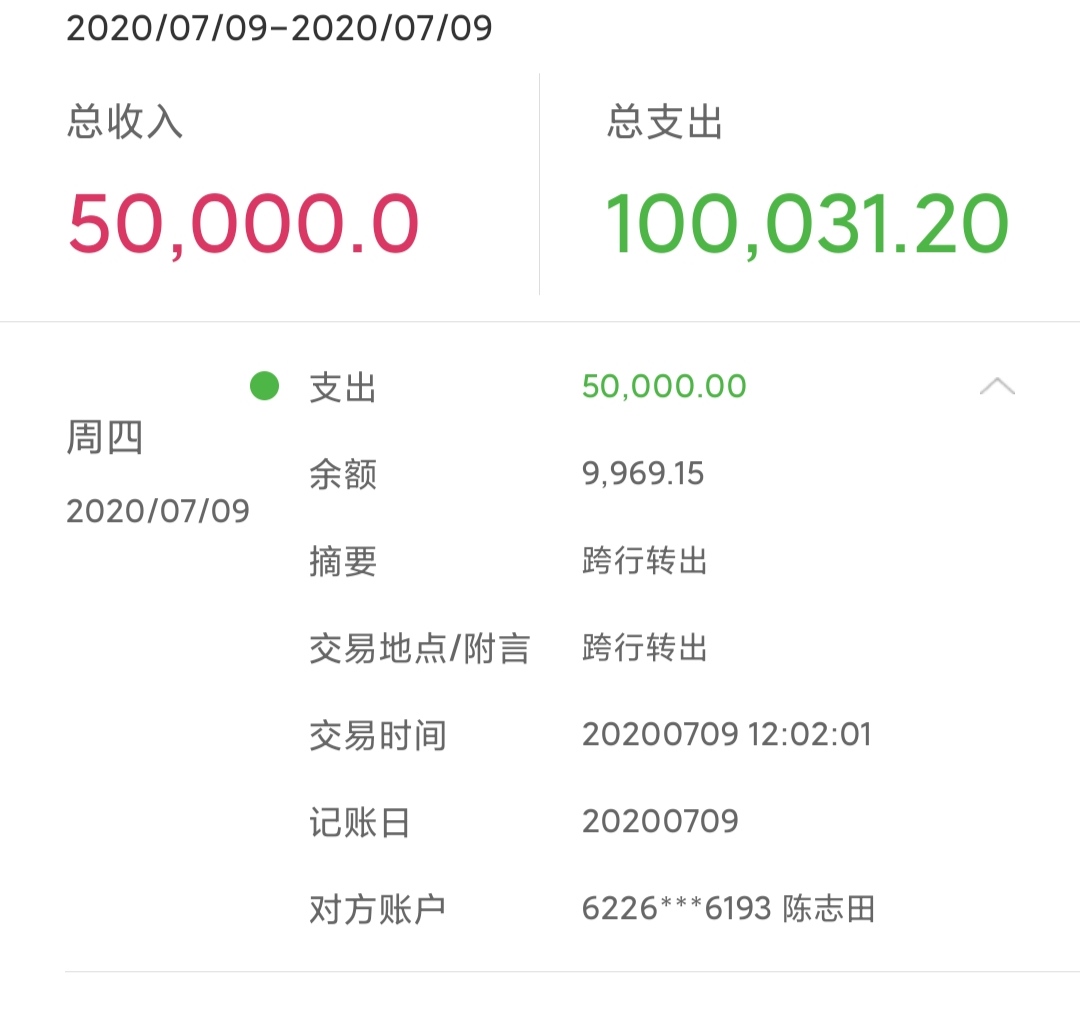 2020/07/09-2020/07/09
总收入 总支出
50,000.0 100,031.20
支出 50,000.00
周四
余额 9,969.15
2020/07/09
摘要 跨行转出
交易地点/附言 跨行转出
交易时间 20200709 12:02:01
记账日 20200709
对方账户 6226***6193 陈志田